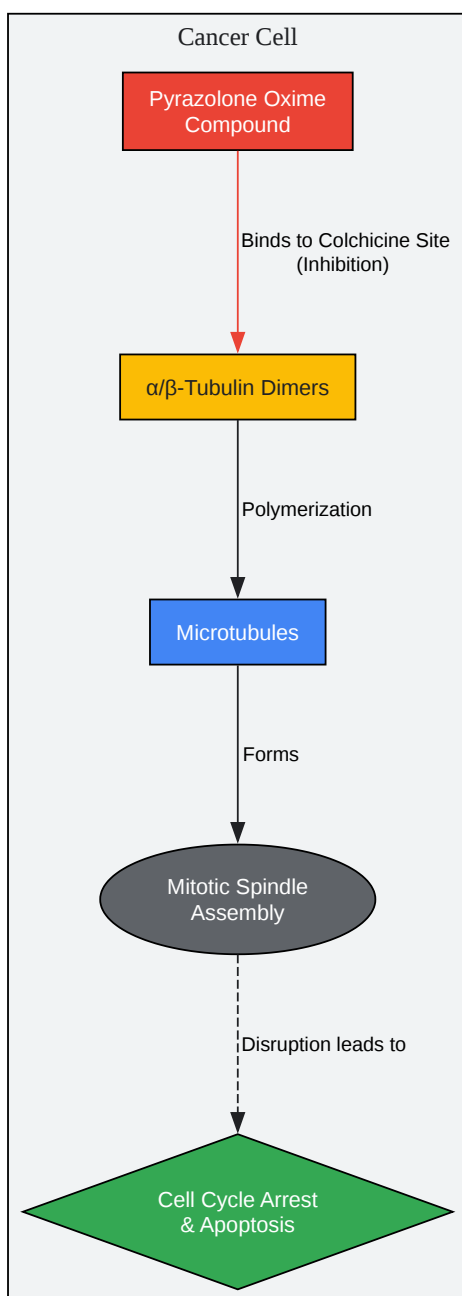 Cancer Cell
Pyrazolone Oxime
Compound
Binds to Colchicine Site
(Inhibition)
α/β-Tubulin Dimers
Polymerization
Microtubules
Forms
Mitotic Spindle
Assembly
Disruption leads to
Cell Cycle Arrest
& Apoptosis